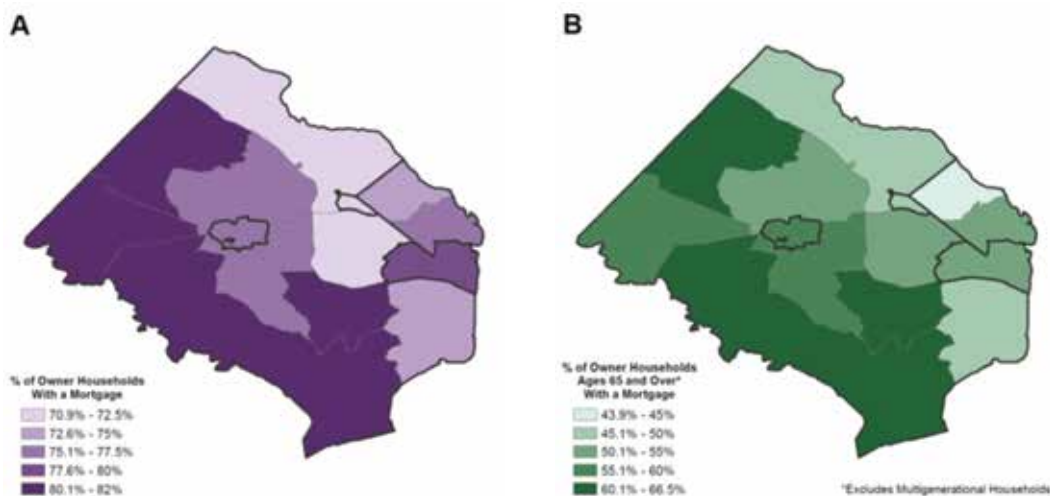 A
B
% of Owner Households
With a Mortgage
70.9% - 72.5%
72.6% - 75%
75.1% - 77.5%
77.6% - 80%
80.1% - 82%
% of Owner Households
Ages 65 and Over*
With a Mortgage
43.9% - 45%
45.1% - 50%
50.1% - 55%
55.1% - 60%
60.1% - 66.5%
*Excludes Multigenerational Households